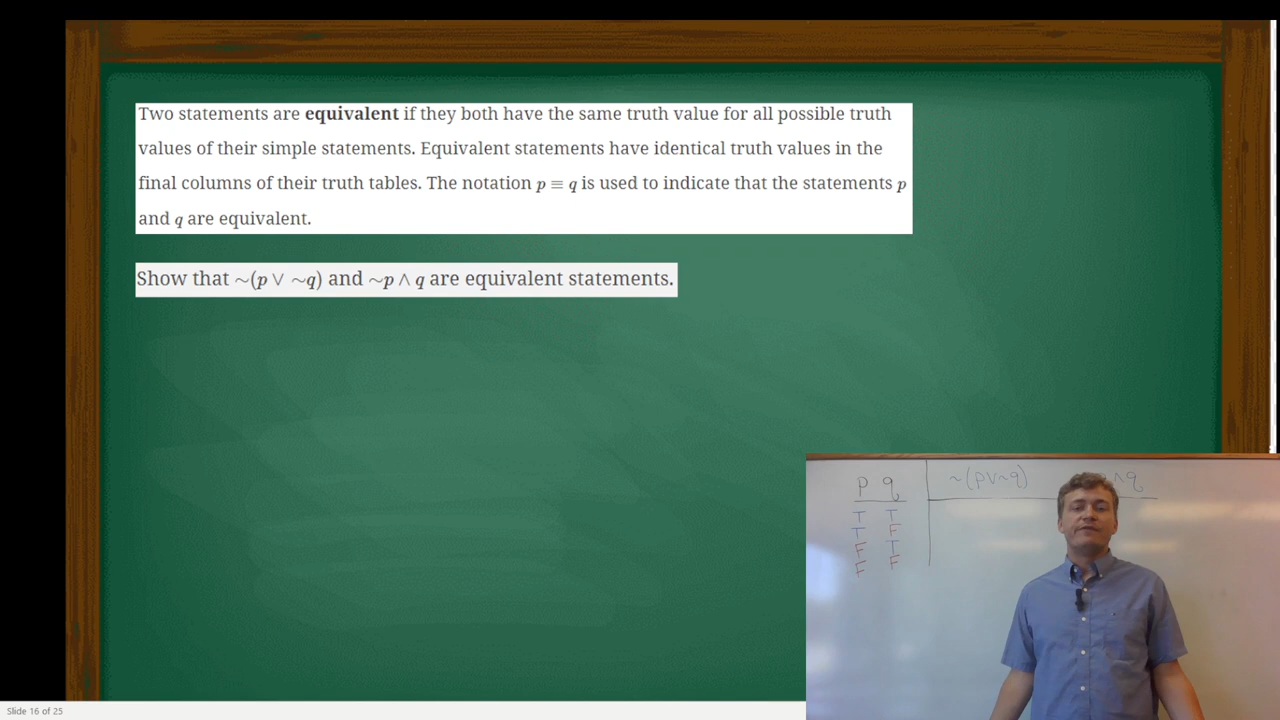 Two statements are equivalent if they both have the same truth value for all possible truth
values of their simple statements. Equivalent statements have identical truth values in the
final columns of their truth tables. The notation p ≡ q is used to indicate that the statements p
and q are equivalent.
Show that ~(p ∨ ~q) and ~p ∧ q are equivalent statements.
p q ~(p∨~q) ∧q
T T
T F
F T
F F
Slide 16 of 25